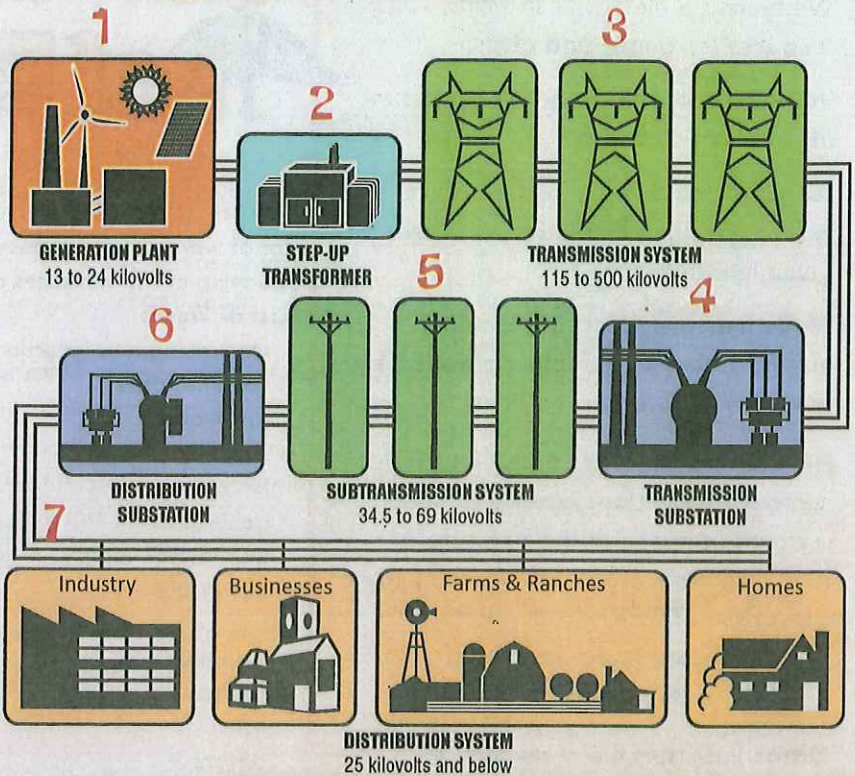 1
2
3
GENERATION PLANT
13 to 24 kilovolts
STEP-UP
TRANSFORMER
TRANSMISSION SYSTEM
115 to 500 kilovolts
4
5
6
DISTRIBUTION
SUBSTATION
SUBTRANSMISSION SYSTEM
34.5 to 69 kilovolts
TRANSMISSION
SUBSTATION
7
Industry
Businesses
Farms & Ranches
Homes
DISTRIBUTION SYSTEM
25 kilovolts and below